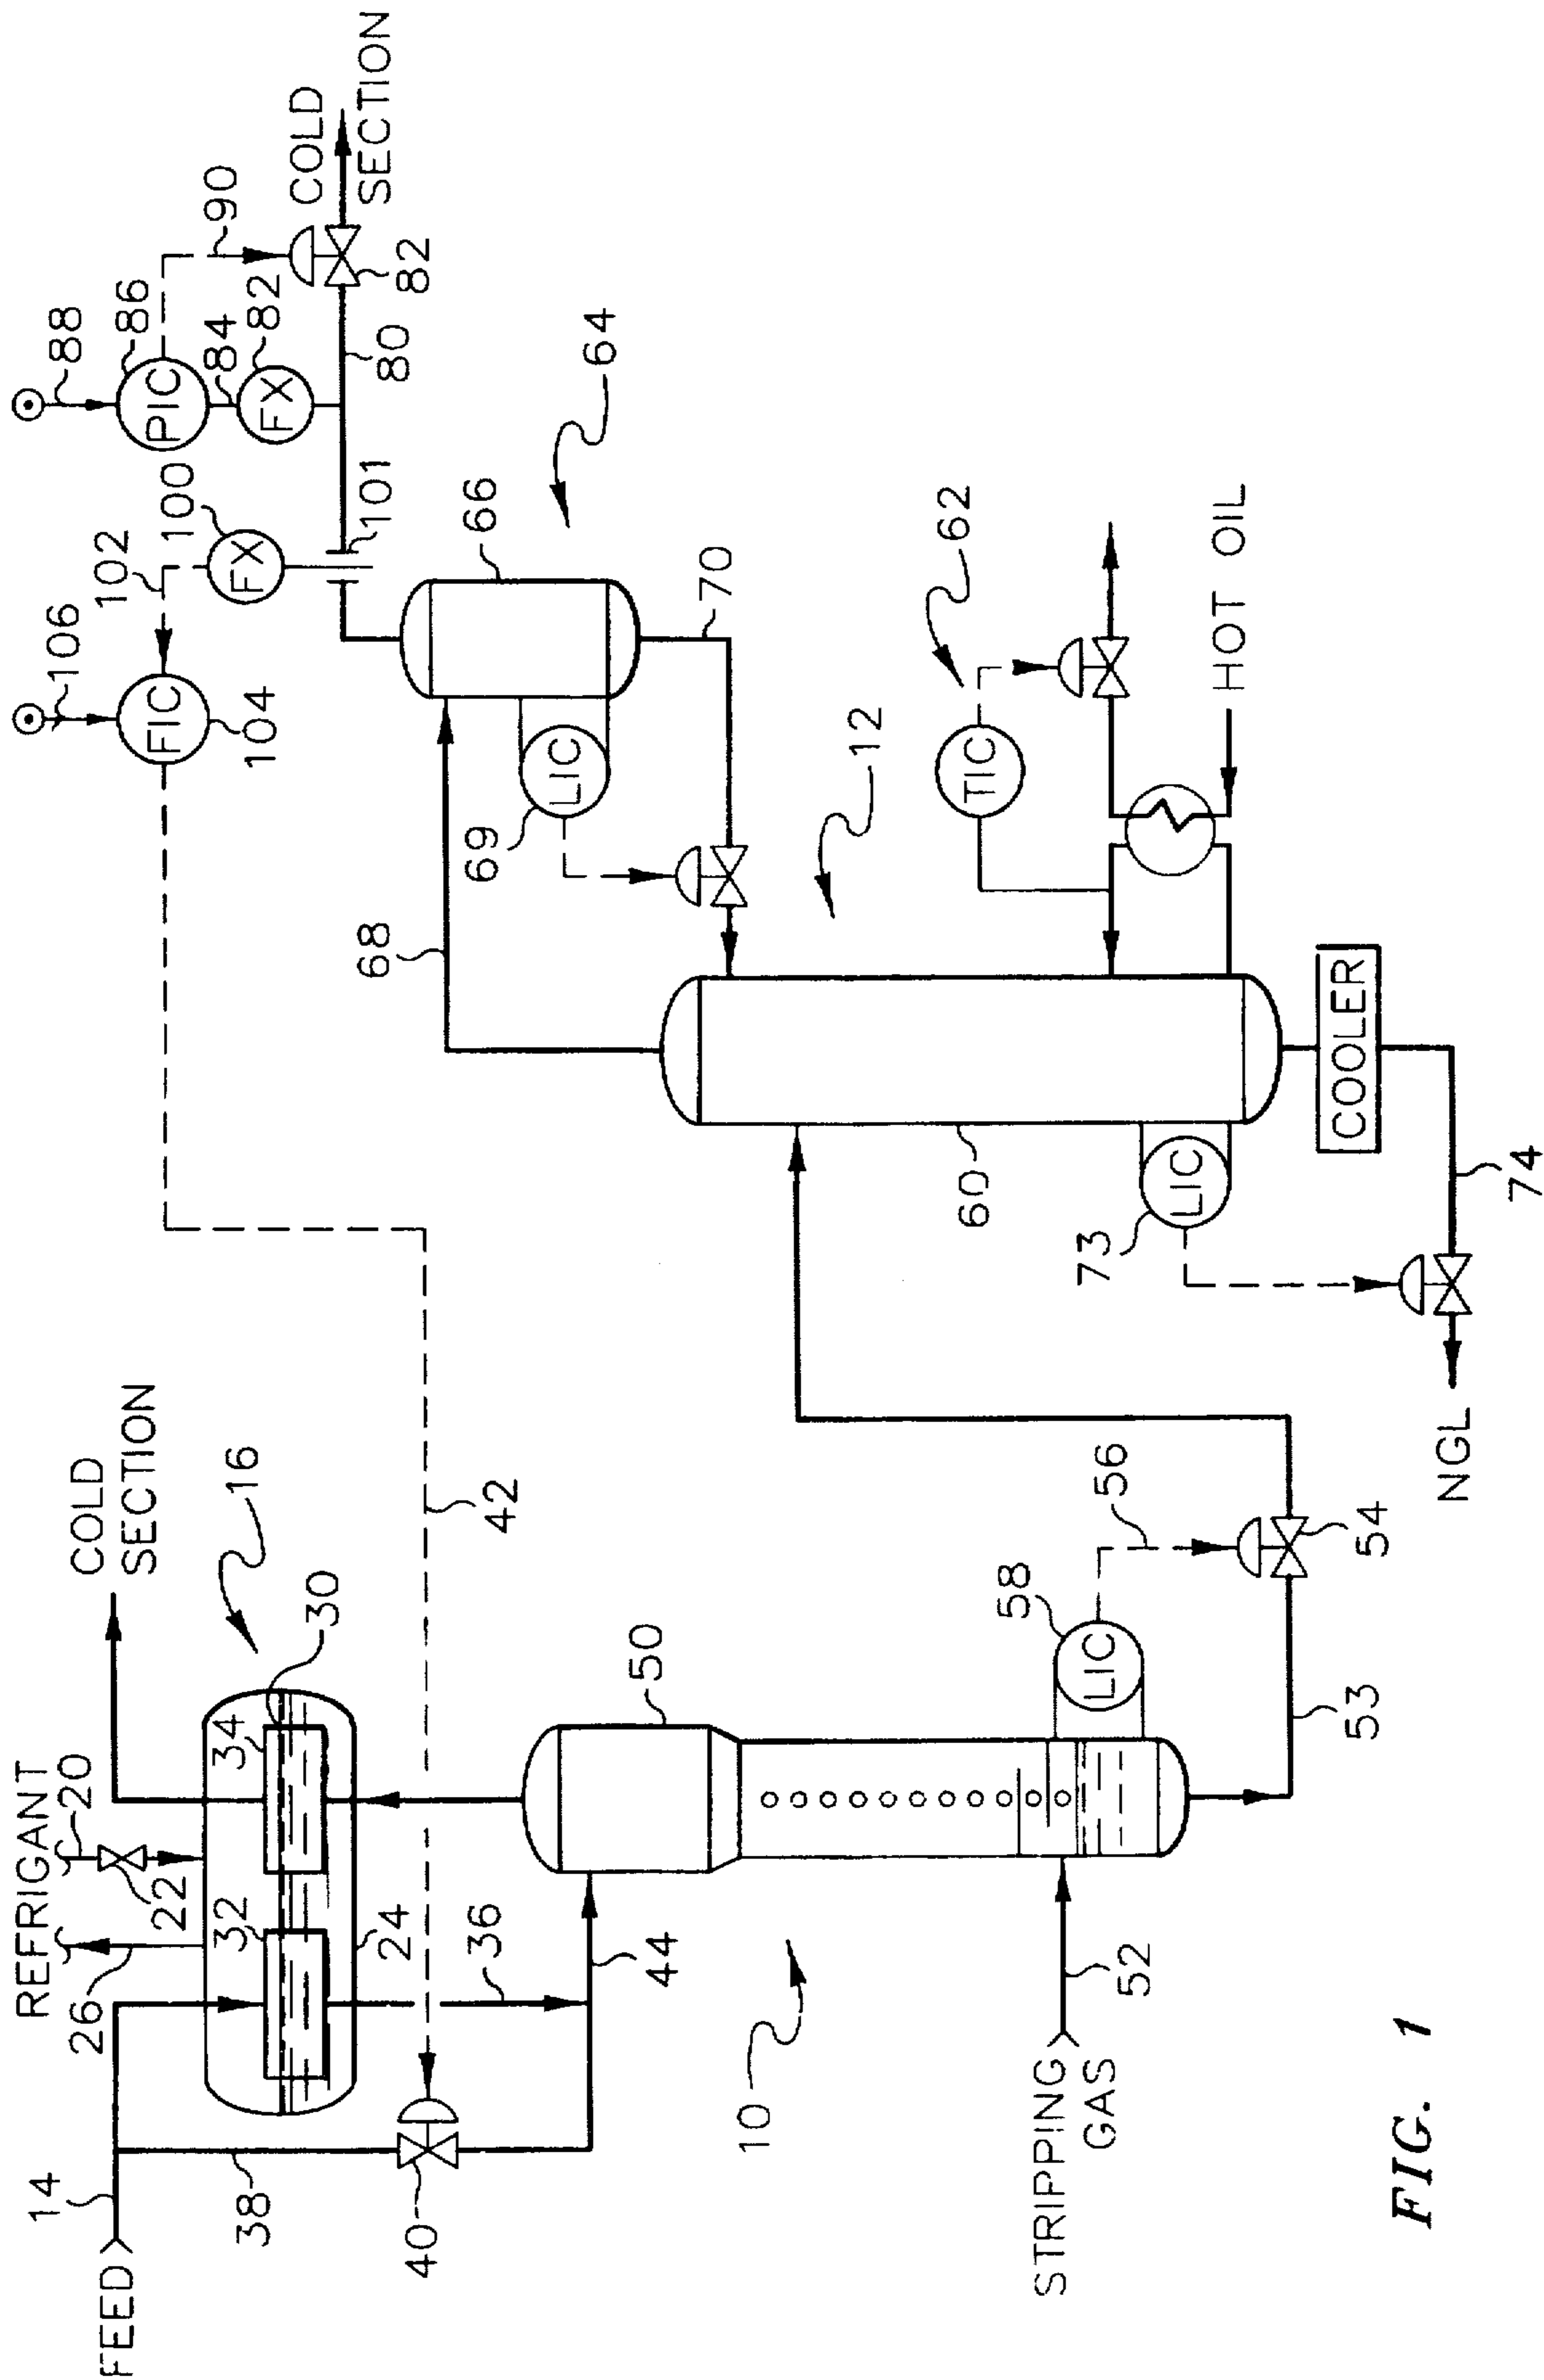 FEED
14
38
40
REFRIGANT
26
20
22
32
34
30
24
36
44
COLD
SECTION
16
42
50
10
STRIPPING
GAS
52
LIC
58
56
53
54
106
FIC
104
102
100
FX
101
88
PIC
86
84
FX
82
90
COLD
SECTION
82
80
68
LIC
69
66
64
70
12
TIC
62
HOT OIL
60
LIC
73
COOLER
74
NGL
FIG. 1